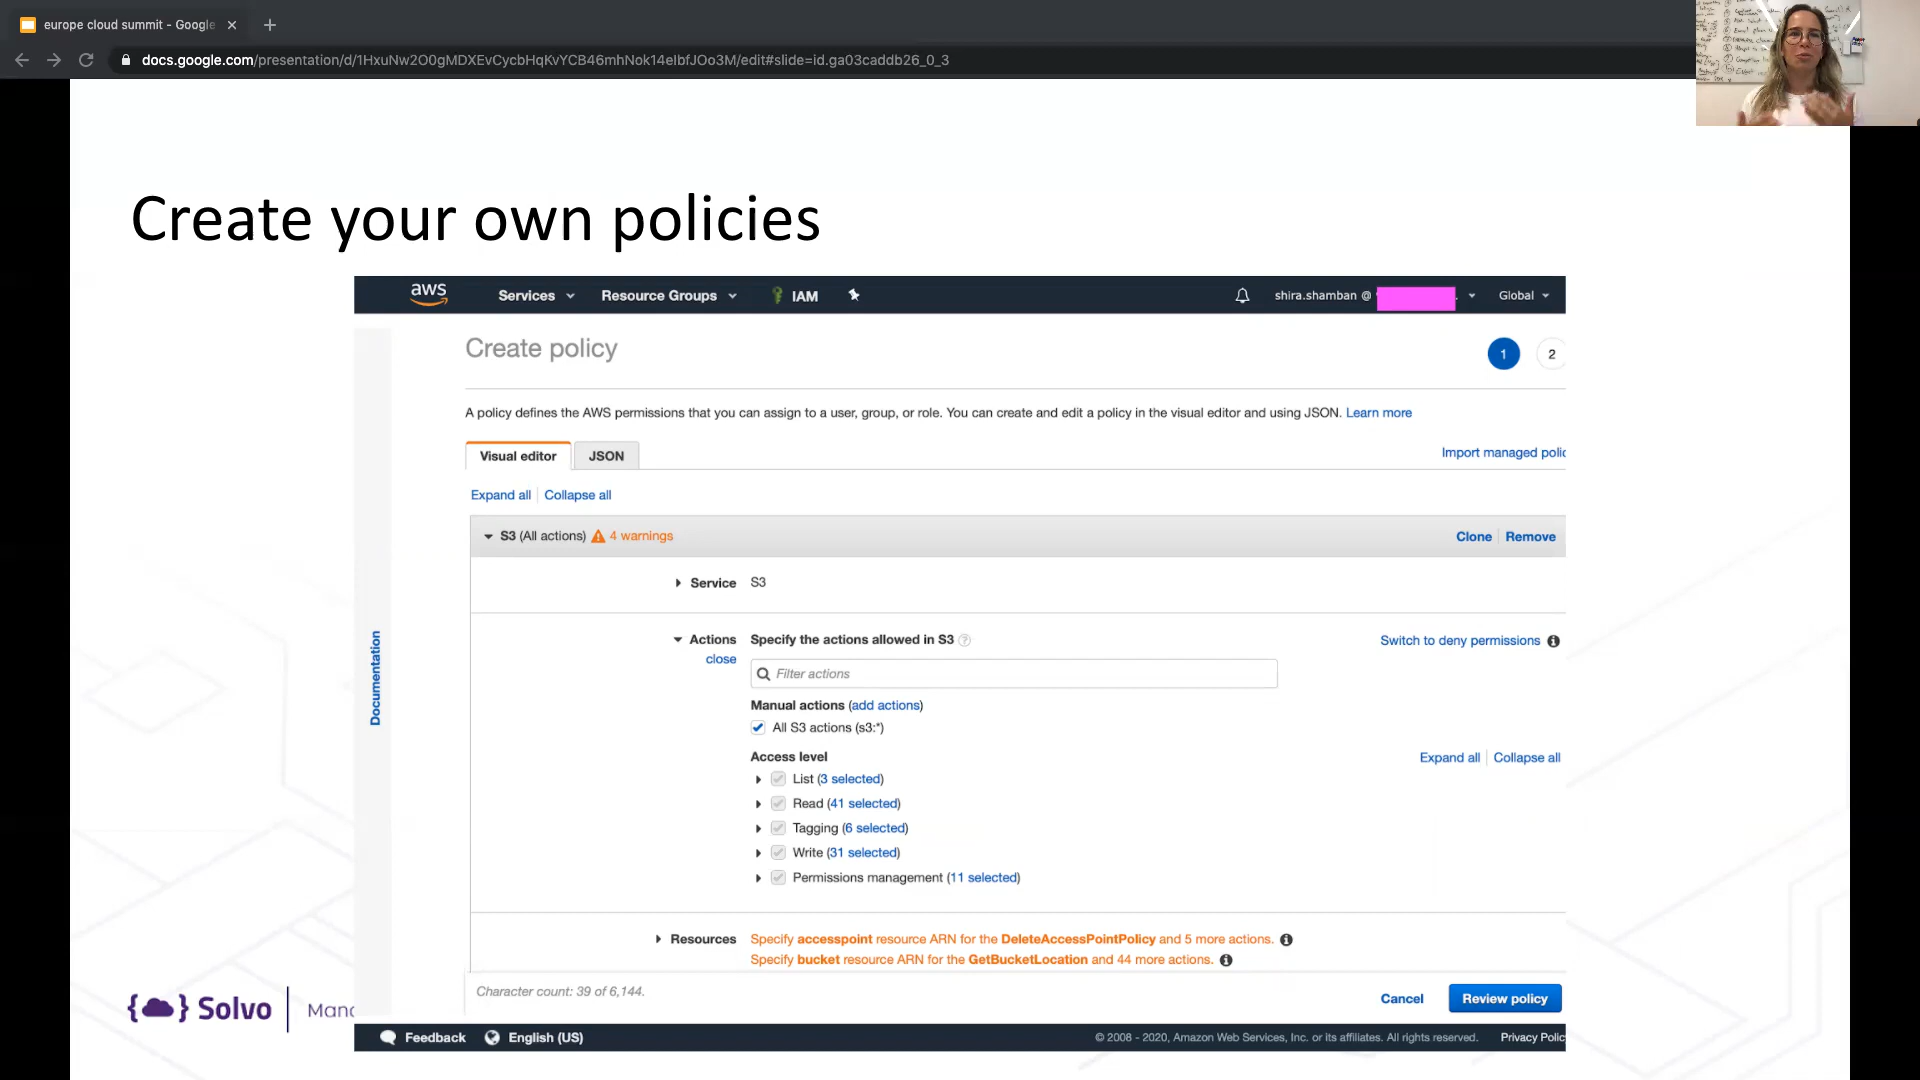 europe cloud summit - Google
docs.google.com/presentation/d/1HxuNw2O0gMDXEvCycbHqKvYCB46mhNok14eIbfJOo3M/edit#slide=id.ga03caddb26_0_3
Create your own policies
aws Services Resource Groups IAM shira.shamban @ Global
Create policy 1 2
A policy defines the AWS permissions that you can assign to a user, group, or role. You can create and edit a policy in the visual editor and using JSON. Learn more
Visual editor JSON Import managed polic
Expand all Collapse all
S3 (All actions) 4 warnings Clone Remove
Service S3
Actions Specify the actions allowed in S3 Switch to deny permissions
close
Filter actions
Manual actions (add actions)
All S3 actions (s3:*)
Access level Expand all Collapse all
List (3 selected)
Read (41 selected)
Tagging (6 selected)
Write (31 selected)
Permissions management (11 selected)
Documentation
Resources Specify accesspoint resource ARN for the DeleteAccessPointPolicy and 5 more actions.
Specify bucket resource ARN for the GetBucketLocation and 44 more actions.
Character count: 39 of 6,144.
Cancel Review policy
{ } Solvo Mana
Feedback English (US) © 2008 - 2020, Amazon Web Services, Inc. or its affiliates. All rights reserved. Privacy Polic